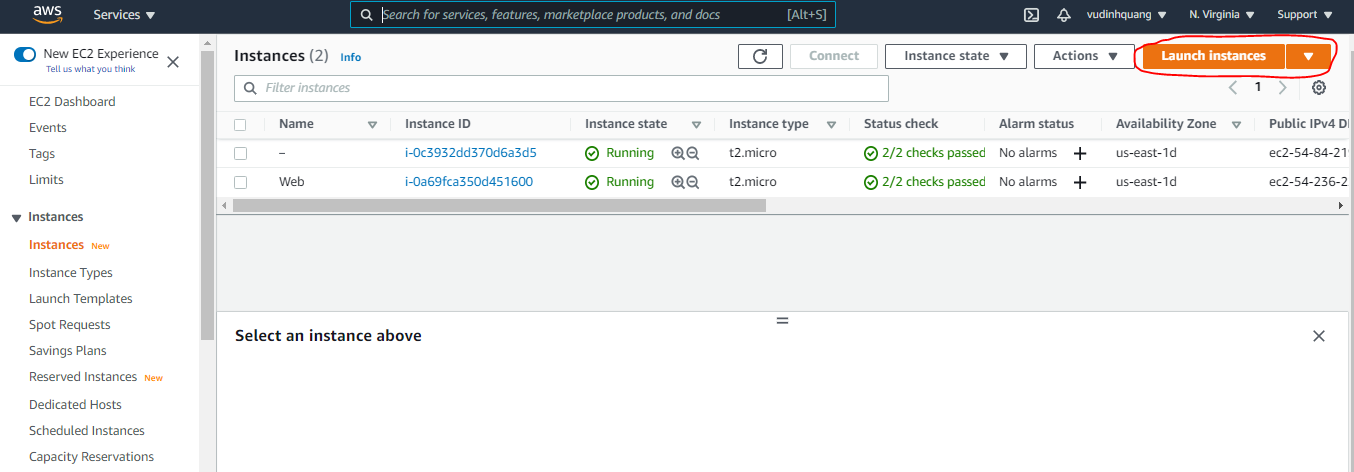 aws Services Search for services, features, marketplace products, and docs [Alt+S] vudinhquang N. Virginia Support
New EC2 Experience
Tell us what you think
EC2 Dashboard
Events
Tags
Limits
Instances
Instances New
Instance Types
Launch Templates
Spot Requests
Savings Plans
Reserved Instances New
Dedicated Hosts
Scheduled Instances
Capacity Reservations
Instances (2) Info Connect Instance state Actions Launch instances
Filter instances 1
Name Instance ID Instance state Instance type Status check Alarm status Availability Zone Public IPv4
– i-0c3932dd370d6a3d5 Running t2.micro 2/2 checks passed No alarms + us-east-1d ec2-54-84-21
Web i-0a69fca350d451600 Running t2.micro 2/2 checks passed No alarms + us-east-1d ec2-54-236-2
Select an instance above